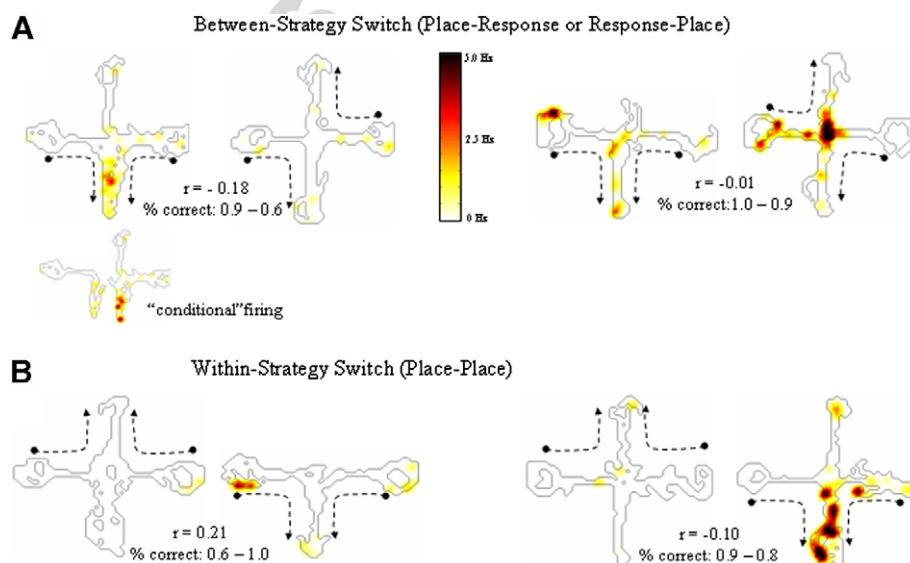 A
Between-Strategy Switch (Place-Response or Response-Place)
5.0 Hz
2.5 Hz
0 Hz
r = - 0.18
% correct: 0.9 – 0.6
r = -0.01
% correct: 1.0 – 0.9
"conditional"firing
B
Within-Strategy Switch (Place-Place)
r = 0.21
% correct: 0.6 – 1.0
r = -0.10
% correct: 0.9 – 0.8